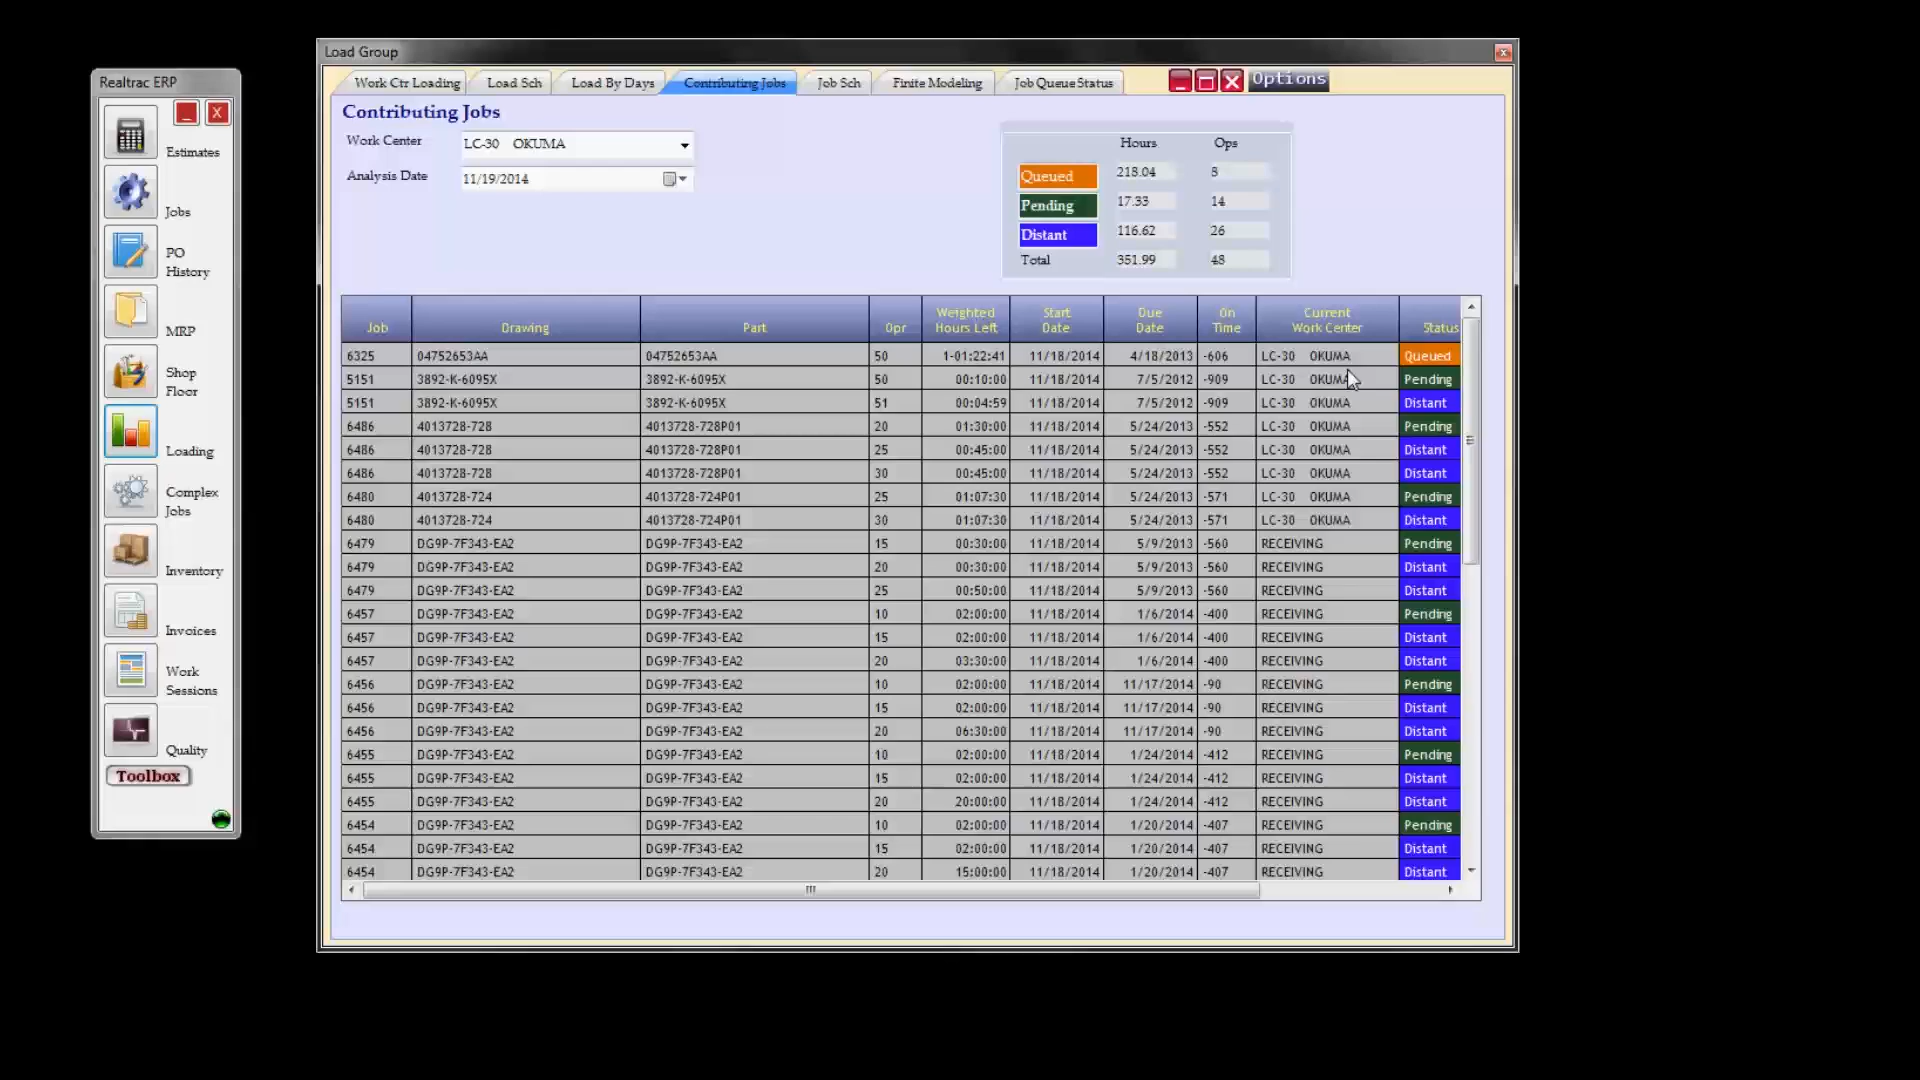 Realtrac ERP
Estimates
Jobs
PO
History
MRP
Shop
Floor
Loading
Complex
Jobs
Inventory
Invoices
Work
Sessions
Quality
Toolbox
Load Group
Work Ctr Loading Load Sch Load By Days Contributing Jobs Job Sch Finite Modeling Job Queue Status Options
Contributing Jobs
Work Center LC-30 OKUMA
Analysis Date 11/19/2014
Hours Ops
Queued 218.04 8
Pending 17.33 14
Distant 116.62 26
Total 351.99 48
Job Drawing Part Opr Weighted Hours Left Start Date Due Date On Time Current Work Center Status
6325 04752653AA 04752653AA 50 1-01:22:41 11/18/2014 4/18/2013 -606 LC-30 OKUMA Queued
5151 3892-K-6095X 3892-K-6095X 50 00:10:00 11/18/2014 7/5/2012 -909 LC-30 OKUMA Pending
5151 3892-K-6095X 3892-K-6095X 51 00:04:59 11/18/2014 7/5/2012 -909 LC-30 OKUMA Distant
6486 4013728-728 4013728-728P01 20 01:30:00 11/18/2014 5/24/2013 -552 LC-30 OKUMA Pending
6486 4013728-728 4013728-728P01 25 00:45:00 11/18/2014 5/24/2013 -552 LC-30 OKUMA Distant
6486 4013728-728 4013728-728P01 30 00:45:00 11/18/2014 5/24/2013 -552 LC-30 OKUMA Distant
6480 4013728-724 4013728-724P01 25 01:07:30 11/18/2014 5/24/2013 -571 LC-30 OKUMA Pending
6480 4013728-724 4013728-724P01 30 01:07:30 11/18/2014 5/24/2013 -571 LC-30 OKUMA Distant
6479 DG9P-7F343-EA2 DG9P-7F343-EA2 15 00:30:00 11/18/2014 5/9/2013 -560 RECEIVING Pending
6479 DG9P-7F343-EA2 DG9P-7F343-EA2 20 00:30:00 11/18/2014 5/9/2013 -560 RECEIVING Distant
6479 DG9P-7F343-EA2 DG9P-7F343-EA2 25 00:50:00 11/18/2014 5/9/2013 -560 RECEIVING Distant
6457 DG9P-7F343-EA2 DG9P-7F343-EA2 10 02:00:00 11/18/2014 1/6/2014 -400 RECEIVING Pending
6457 DG9P-7F343-EA2 DG9P-7F343-EA2 15 02:00:00 11/18/2014 1/6/2014 -400 RECEIVING Distant
6457 DG9P-7F343-EA2 DG9P-7F343-EA2 20 03:30:00 11/18/2014 1/6/2014 -400 RECEIVING Distant
6456 DG9P-7F343-EA2 DG9P-7F343-EA2 10 02:00:00 11/18/2014 11/17/2014 -90 RECEIVING Pending
6456 DG9P-7F343-EA2 DG9P-7F343-EA2 15 02:00:00 11/18/2014 11/17/2014 -90 RECEIVING Distant
6456 DG9P-7F343-EA2 DG9P-7F343-EA2 20 06:30:00 11/18/2014 11/17/2014 -90 RECEIVING Distant
6455 DG9P-7F343-EA2 DG9P-7F343-EA2 10 02:00:00 11/18/2014 1/24/2014 -412 RECEIVING Pending
6455 DG9P-7F343-EA2 DG9P-7F343-EA2 15 02:00:00 11/18/2014 1/24/2014 -412 RECEIVING Distant
6455 DG9P-7F343-EA2 DG9P-7F343-EA2 20 20:00:00 11/18/2014 1/24/2014 -412 RECEIVING Distant
6454 DG9P-7F343-EA2 DG9P-7F343-EA2 10 02:00:00 11/18/2014 1/20/2014 -407 RECEIVING Pending
6454 DG9P-7F343-EA2 DG9P-7F343-EA2 15 02:00:00 11/18/2014 1/20/2014 -407 RECEIVING Distant
6454 DG9P-7F343-EA2 DG9P-7F343-EA2 20 15:00:00 11/18/2014 1/20/2014 -407 RECEIVING Distant